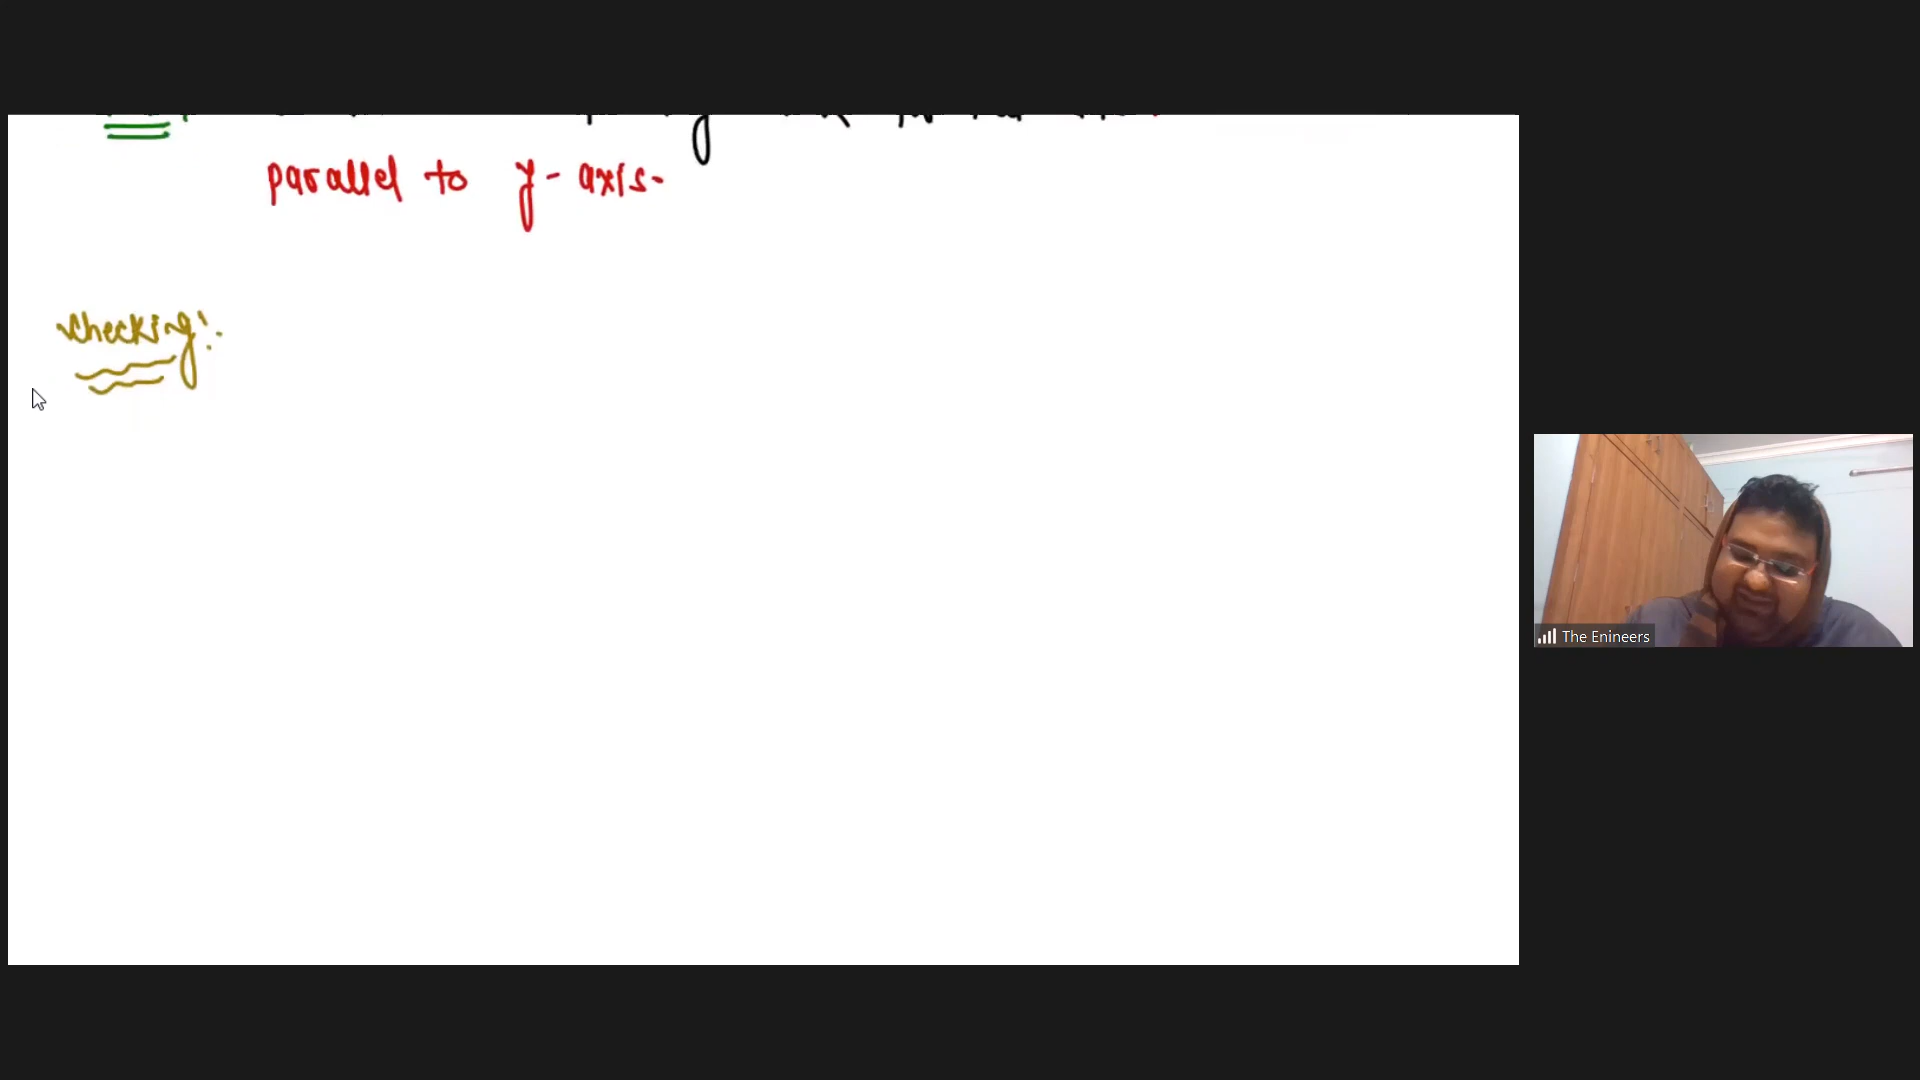 parallel to y-axis.
checking:-
The Enineers